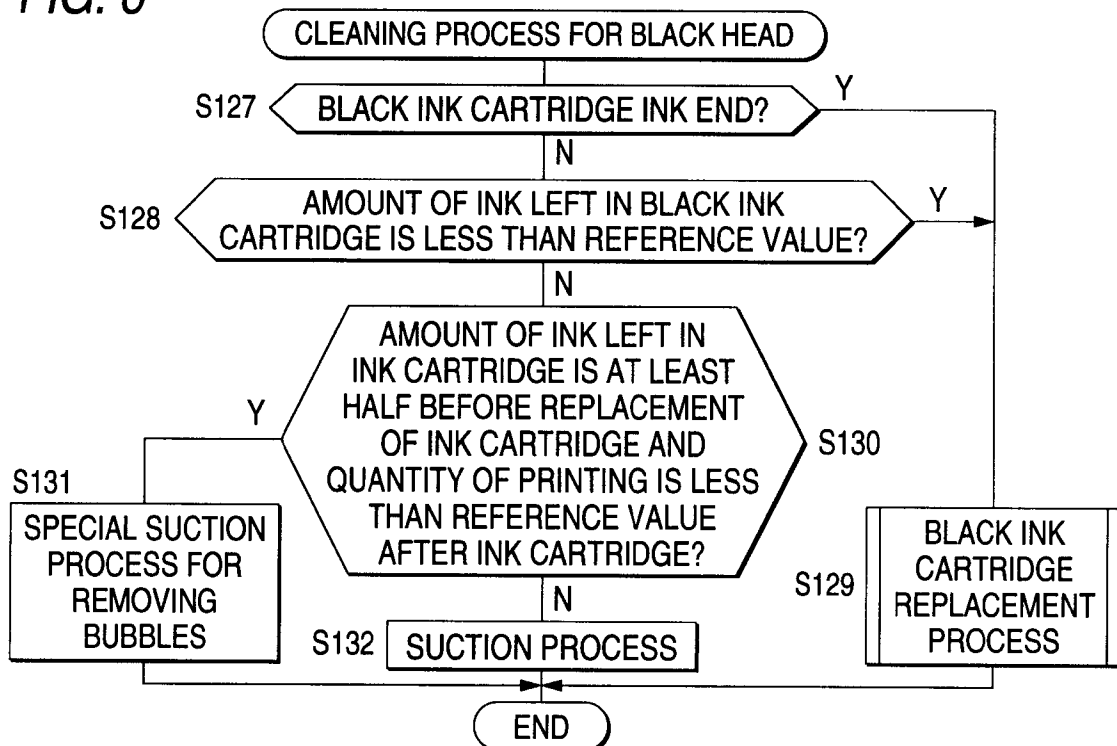 CLEANING PROCESS FOR BLACK HEAD
S127
BLACK INK CARTRIDGE INK END?
Y
N
S128
AMOUNT OF INK LEFT IN BLACK INK
CARTRIDGE IS LESS THAN REFERENCE VALUE?
Y
N
AMOUNT OF INK LEFT IN
INK CARTRIDGE IS AT LEAST
HALF BEFORE REPLACEMENT
OF INK CARTRIDGE AND
QUANTITY OF PRINTING IS LESS
THAN REFERENCE VALUE
AFTER INK CARTRIDGE?
Y
S130
N
S131
SPECIAL SUCTION
PROCESS FOR
REMOVING
BUBBLES
S132
SUCTION PROCESS
S129
BLACK INK
CARTRIDGE
REPLACEMENT
PROCESS
END